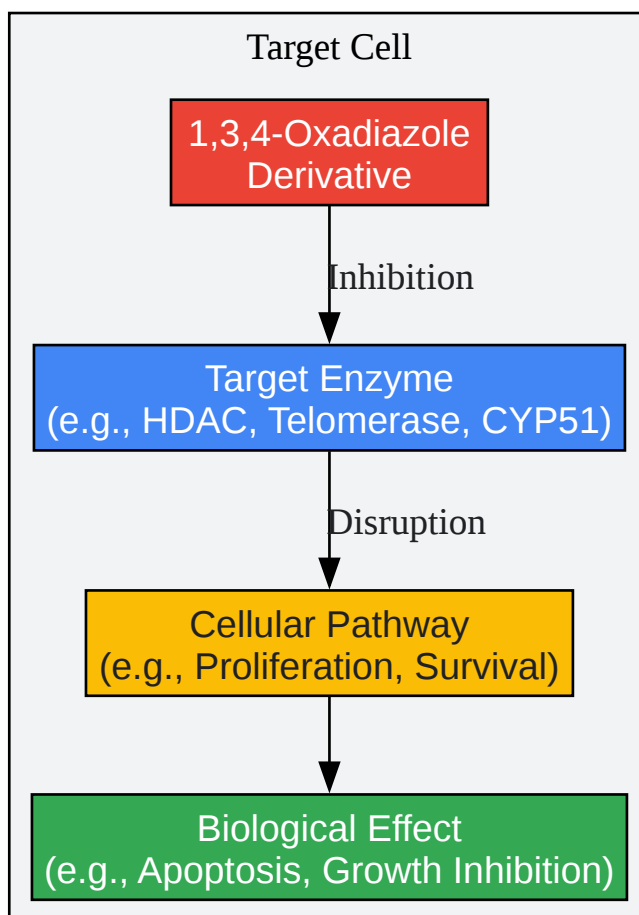 Target Cell
1,3,4-Oxadiazole
Derivative
Inhibition
Target Enzyme
(e.g., HDAC, Telomerase, CYP51)
Disruption
Cellular Pathway
(e.g., Proliferation, Survival)
Biological Effect
(e.g., Apoptosis, Growth Inhibition)